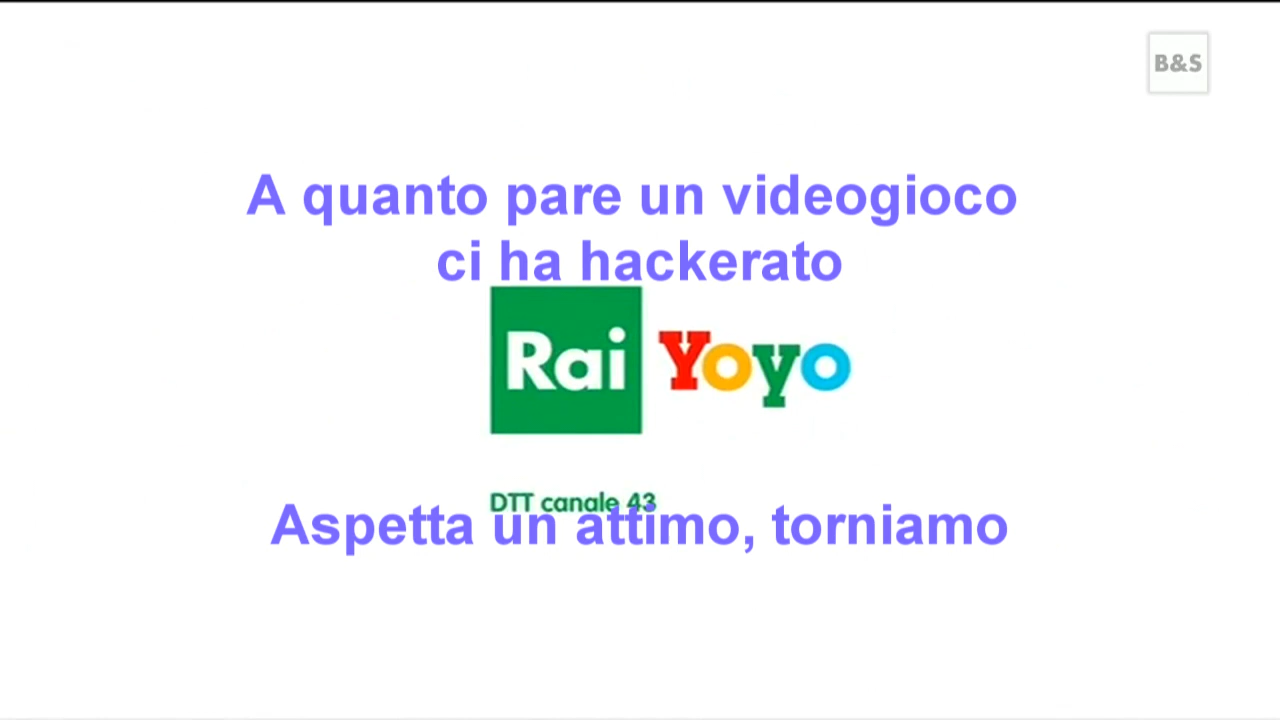 B&S
A quanto pare un videogioco
ci ha hackerato
Rai Yoyo
DTT canale 43
Aspetta un attimo, torniamo